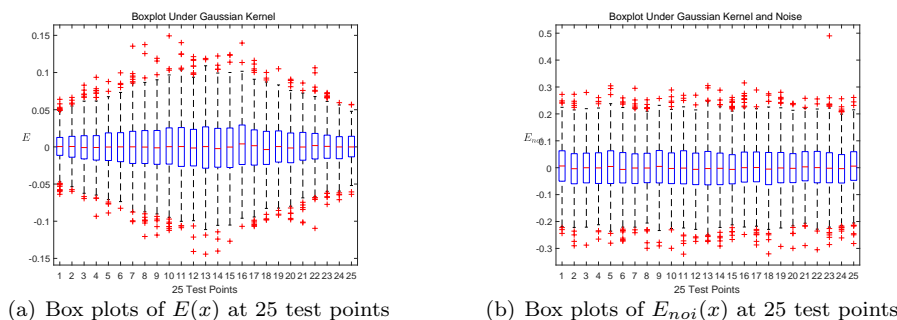 Boxplot Under Gaussian Kernel
0.15
0.1
0.05
E
0
-0.05
-0.1
-0.15
1 2 3 4 5 6 7 8 9 10 11 12 13 14 15 16 17 18 19 20 21 22 23 24 25
25 Test Points
(a) Box plots of E(x) at 25 test points
Boxplot Under Gaussian Kernel and Noise
0.5
0.4
0.3
0.2
0.1
E_noi
0
-0.1
-0.2
-0.3
1 2 3 4 5 6 7 8 9 10 11 12 13 14 15 16 17 18 19 20 21 22 23 24 25
25 Test Points
(b) Box plots of E_noi(x) at 25 test points